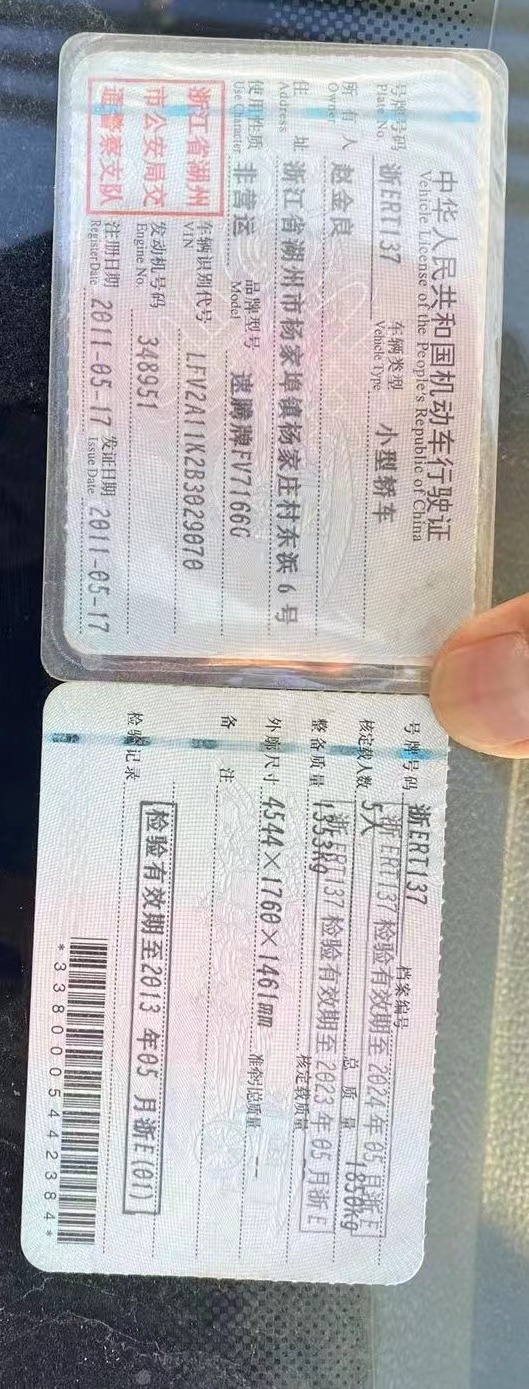 中华人民共和国机动车行驶证
Vehicle License of the People's Republic of China
号牌号码 浙ERT137 车辆类型 小型轿车
Plate No. Vehicle Type
所有人 赵金良
Owner
住址 浙江省湖州市杨家埠镇杨家庄村东浜6号
Address
使用性质 非营运 品牌型号 速腾牌FV7166G
Use Character Model
浙江省湖州
市公安局交
通警察支队
车辆识别代号 LFV2A11K2B3029070
VIN
发动机号码 348951
Engine No.
注册日期 2011-05-17 发证日期 2011-05-17
Register Date Issue Date
号牌号码 浙ERT137 档案编号
核定载人数 5人 总质量 1850kg
浙ERT137检验有效期至2024年05月浙E
整备质量 1353kg 核定载质量
浙ERT137检验有效期至2023年05月浙E
外廓尺寸 4544×1760×1461mm 准牵引总质量 --
备注
检验记录
检验有效期至2013年05月浙E(01)
*3380005442384*